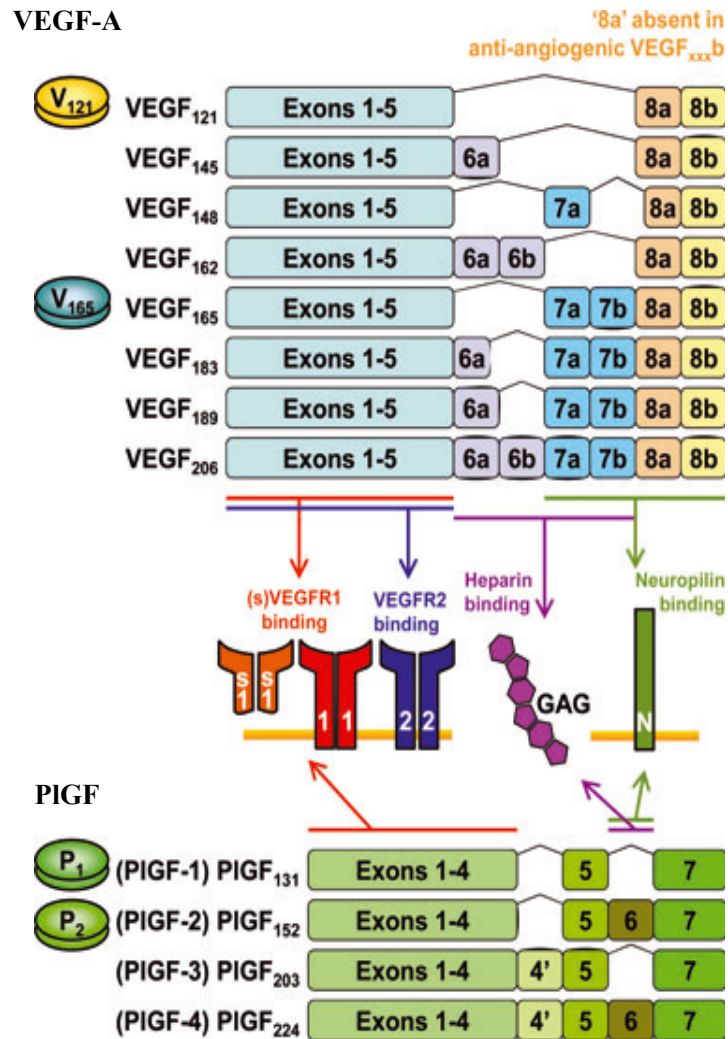 VEGF-A
'8a' absent in
anti-angiogenic VEGFxxxb
V121 VEGF121 Exons 1-5 8a 8b
VEGF145 Exons 1-5 6a 8a 8b
VEGF148 Exons 1-5 7a 8a 8b
VEGF162 Exons 1-5 6a 6b 8a 8b
V165 VEGF165 Exons 1-5 7a 7b 8a 8b
VEGF183 Exons 1-5 6a 7a 7b 8a 8b
VEGF189 Exons 1-5 6a 7a 7b 8a 8b
VEGF206 Exons 1-5 6a 6b 7a 7b 8a 8b
(s)VEGFR1
binding
VEGFR2
binding
Heparin
binding
Neuropilin
binding
s1 s1
1 1
2 2
GAG
N
PlGF
P1 (PlGF-1) PlGF131 Exons 1-4 5 7
P2 (PlGF-2) PlGF152 Exons 1-4 5 6 7
(PlGF-3) PlGF203 Exons 1-4 4' 5 7
(PlGF-4) PlGF224 Exons 1-4 4' 5 6 7